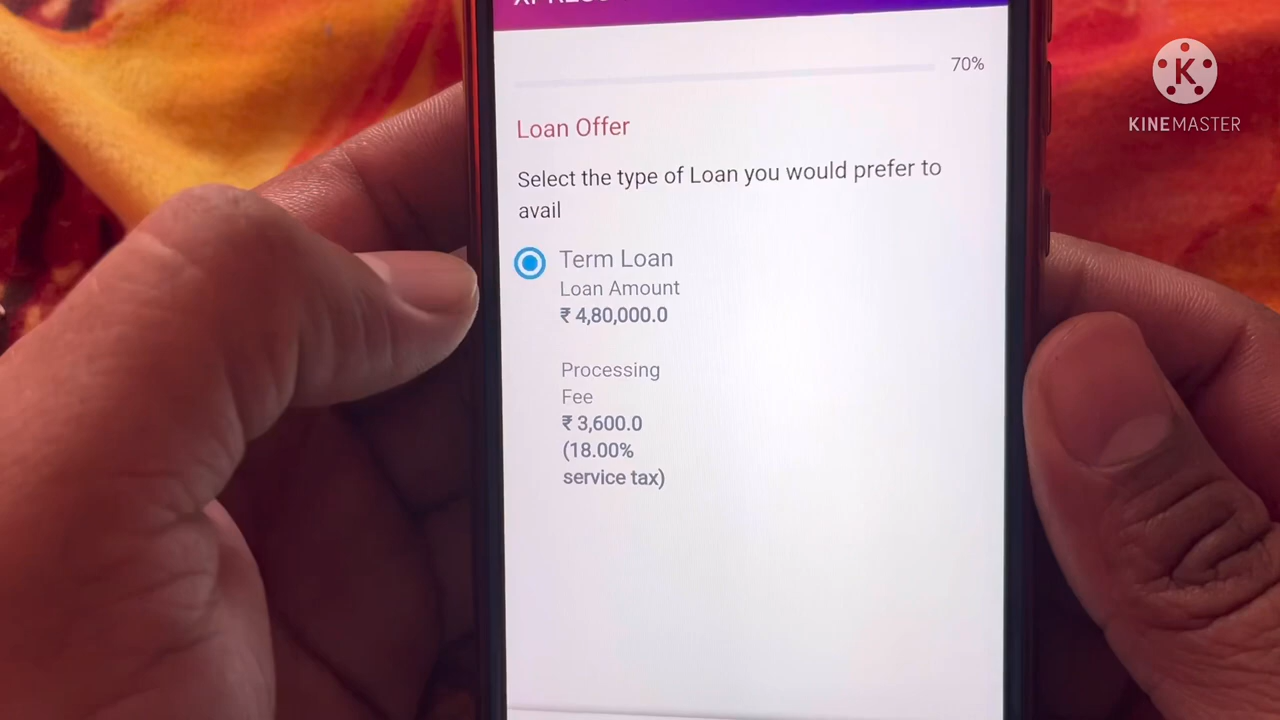 70%
Loan Offer
Select the type of Loan you would prefer to
avail
Term Loan
Loan Amount
₹ 4,80,000.0
Processing
Fee
₹ 3,600.0
(18.00%
service tax)
KINEMASTER